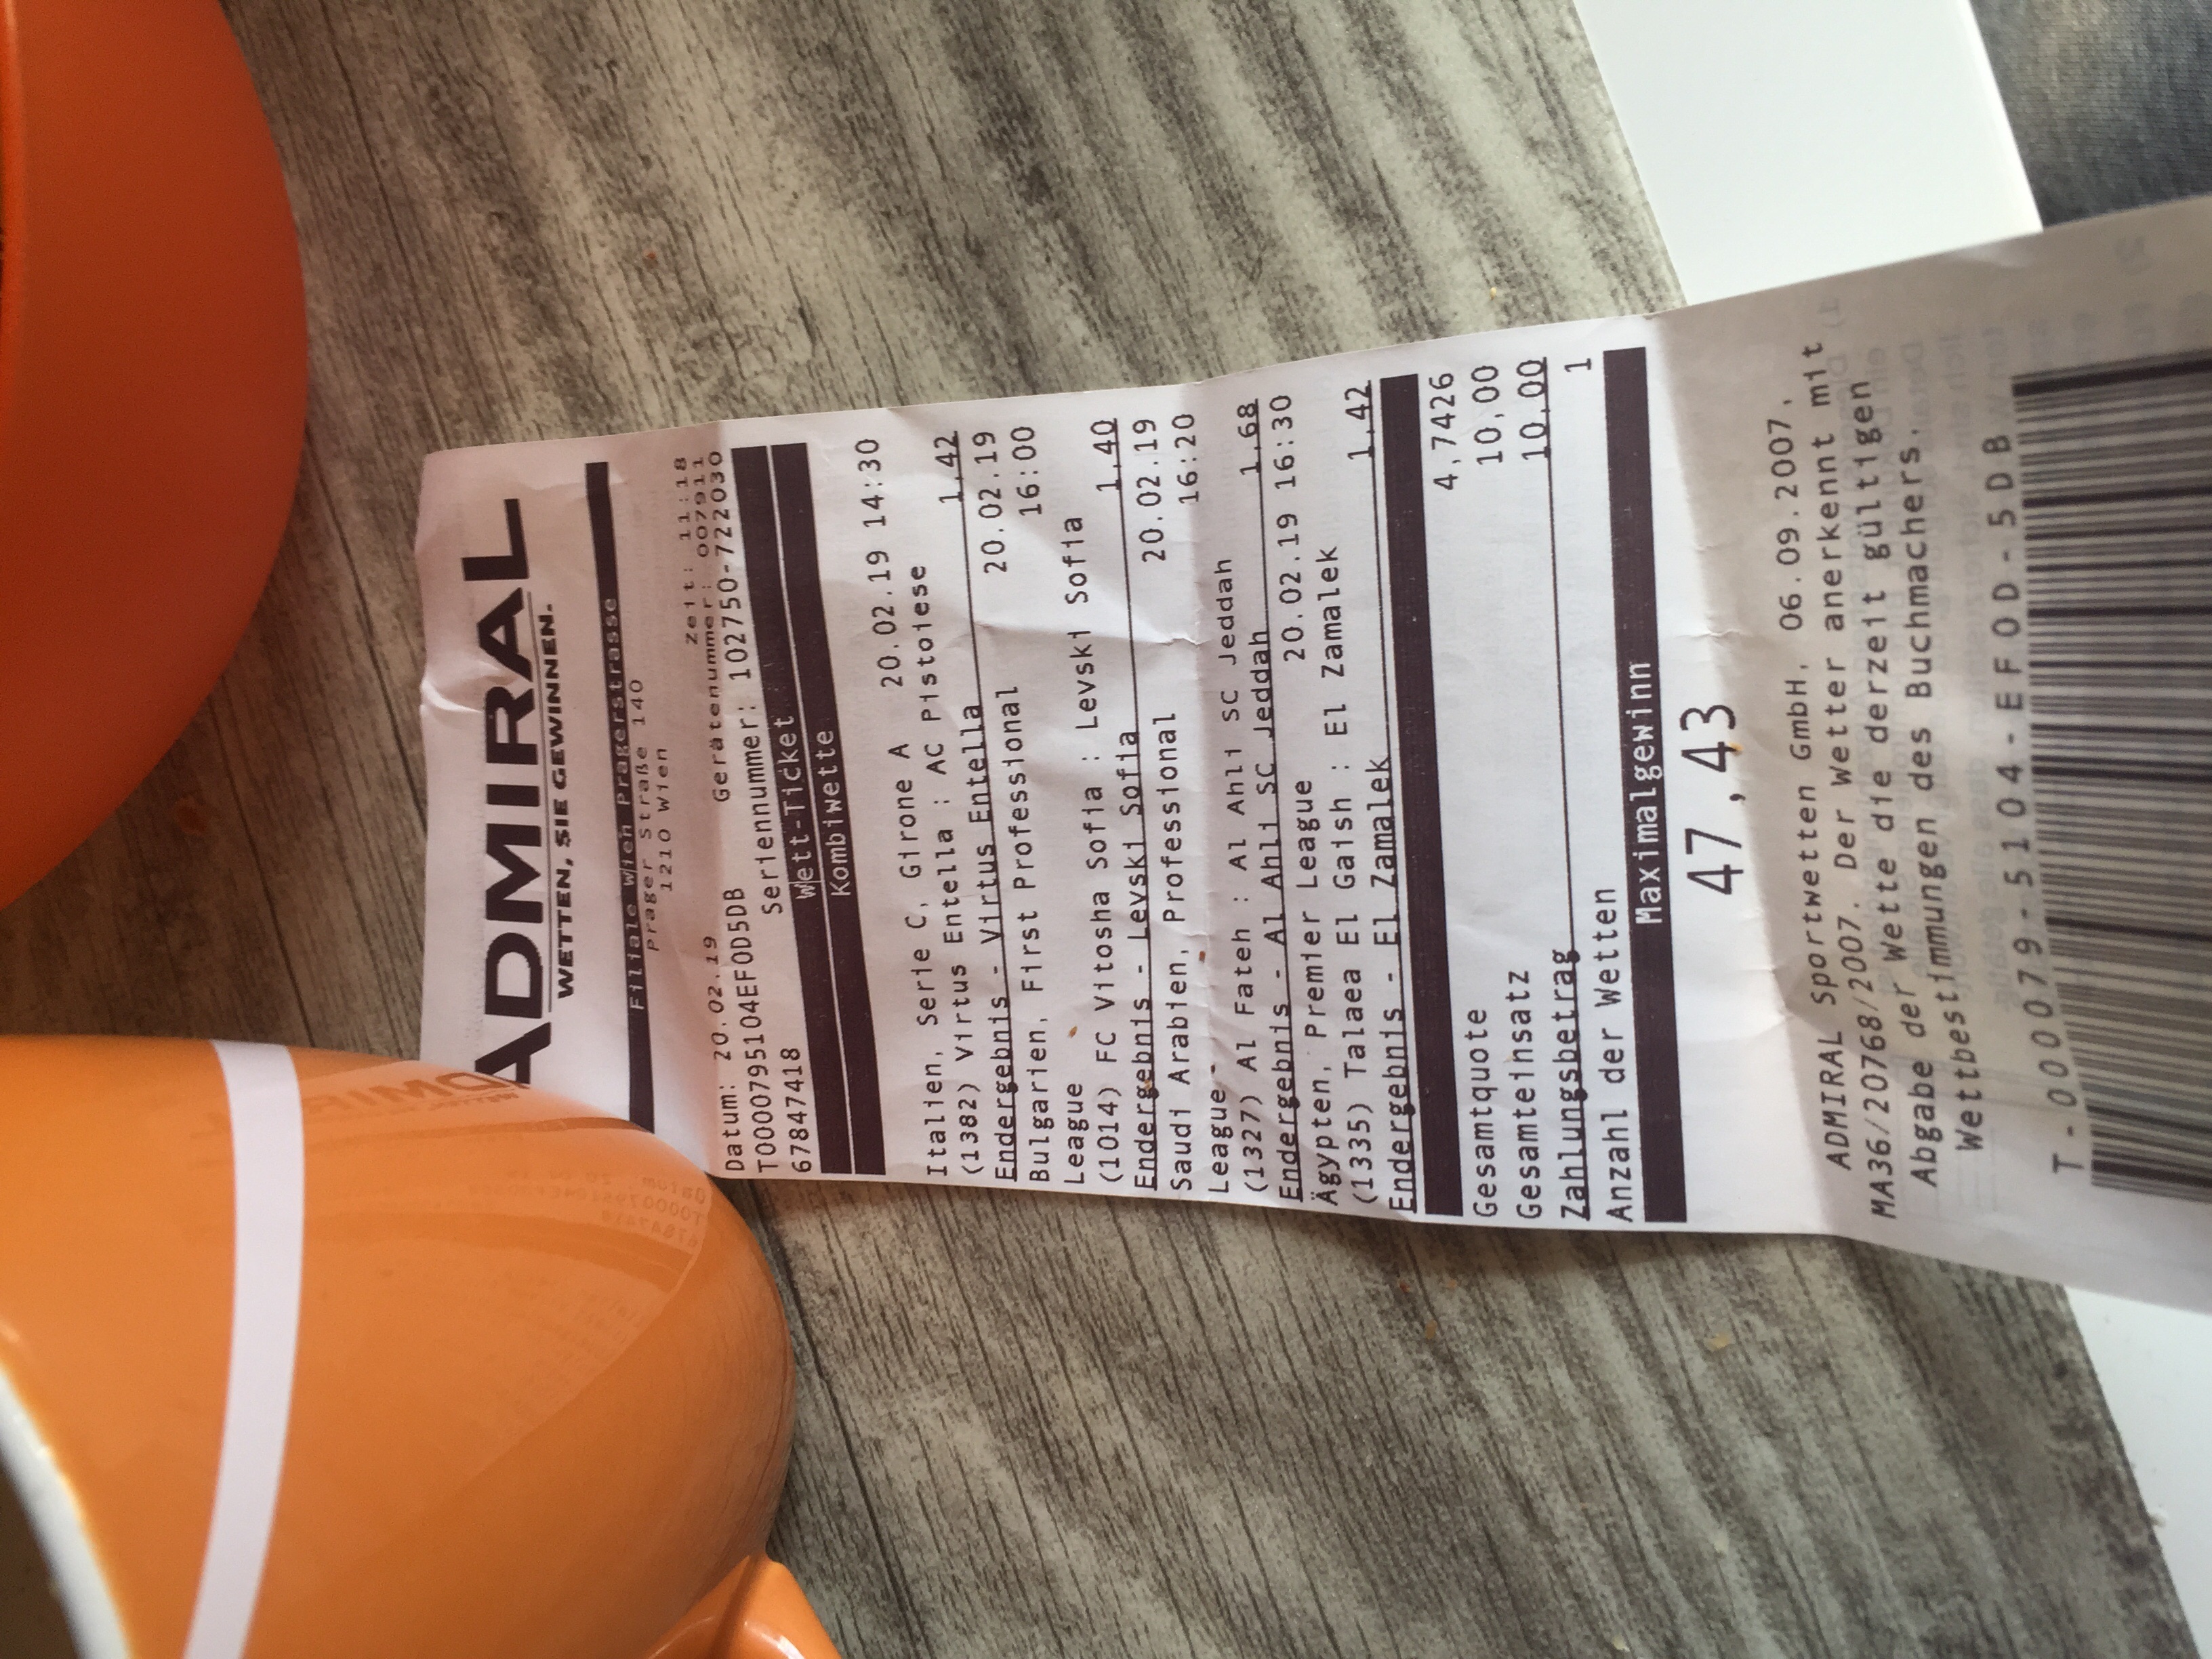 ADMIRAL
WETTEN, SIE GEWINNEN.
Filiale Wien Pragerstrasse
Prager Straße 140
1210 Wien
Datum: 20.02.19 Zeit: 11:18
T0000795104EF0D5DB Gerätenummer: 007911
67847418 Seriennummer: 102750-722030
Wett-Ticket
Kombiwette
Italien, Serie C, Girone A 20.02.19 14:30
(1382) Virtus Entella : AC Pistoiese
Endergebnis - Virtus Entella 1,42
Bulgarien, First Professional 20.02.19
League 16:00
(1014) FC Vitosha Sofia : Levski Sofia
Endergebnis - Levski Sofia 1,40
Saudi Arabien, Professional 20.02.19
League 16:20
(1327) Al Fateh : Al Ahli SC Jeddah
Endergebnis - Al Ahli SC Jeddah 1,68
Ägypten, Premier League 20.02.19 16:30
(1335) Talaea El Gaish : El Zamalek
Endergebnis - El Zamalek 1,42
Gesamtquote 4,7426
Gesamteinsatz 10,00
Zahlungsbetrag 10,00
Anzahl der Wetten 1
Maximalgewinn
47,43
ADMIRAL Sportwetten GmbH, 06.09.2007,
MA36/20768/2007. Der Wetter anerkennt mit
Abgabe der Wette die derzeit gültigen
Wettbestimmungen des Buchmachers.
T-000079-5104-EF0D-5DB